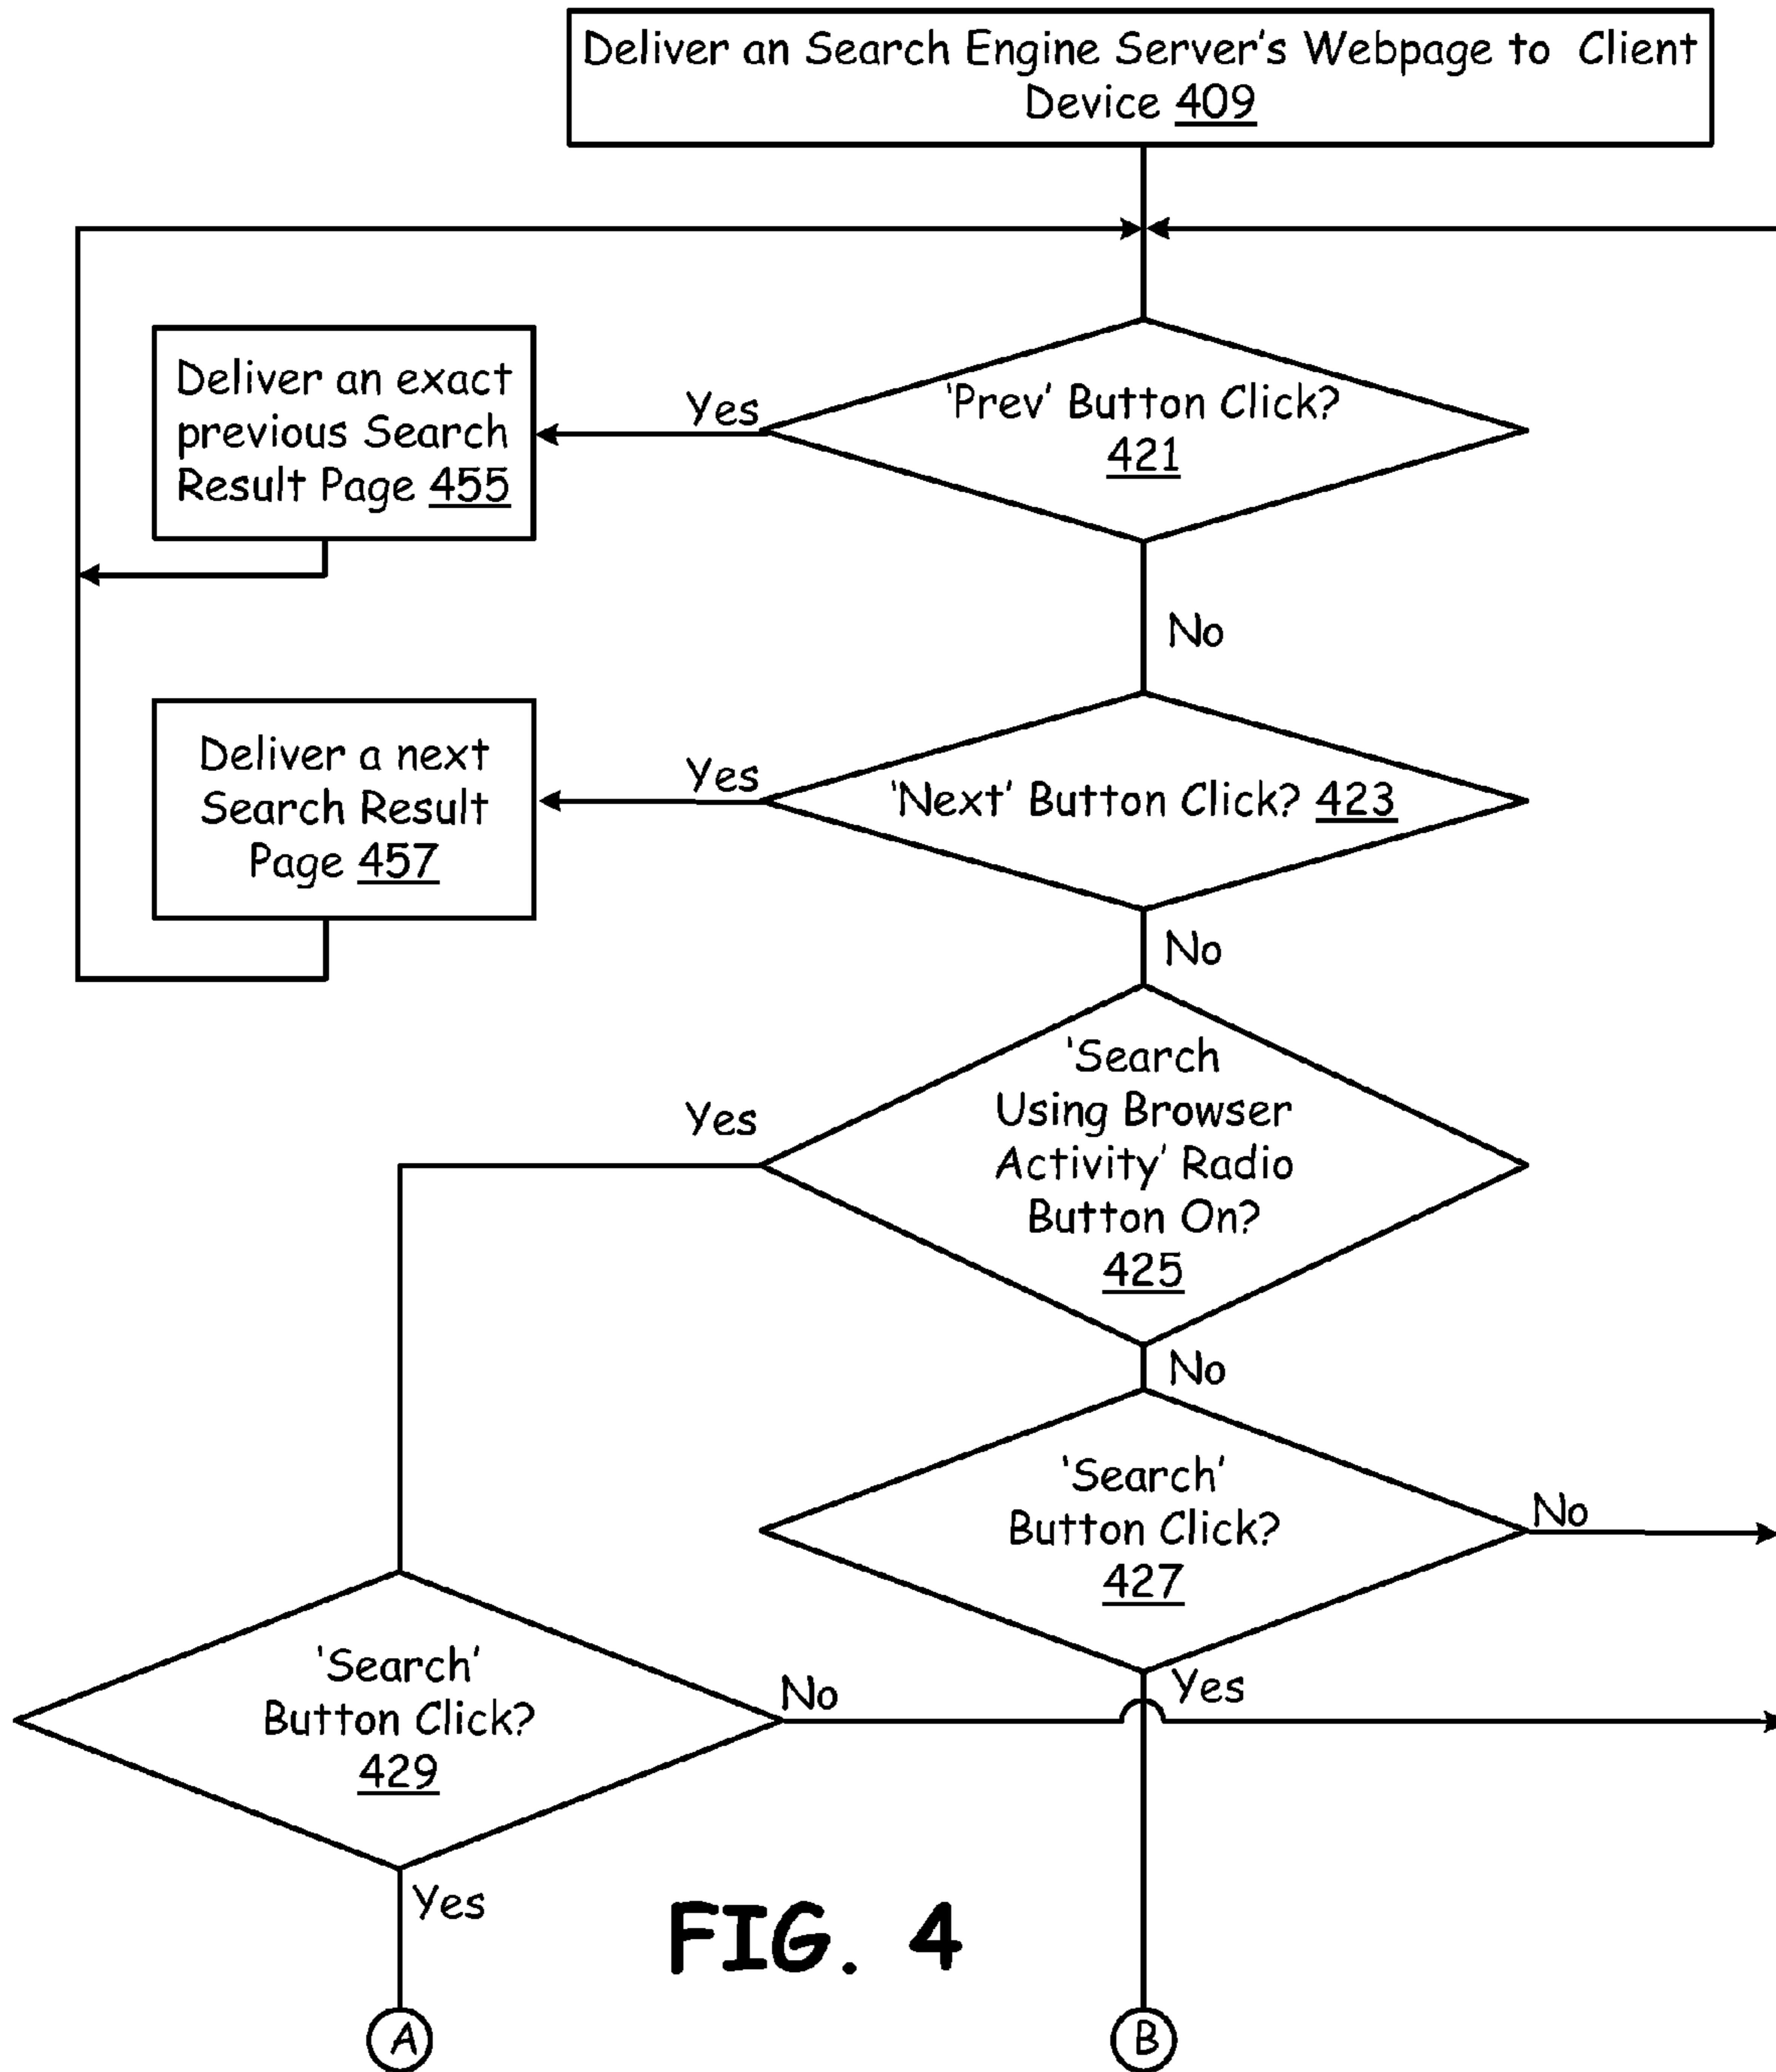 Deliver an Search Engine Server's Webpage to Client
Device 409
'Prev' Button Click?
421
Yes
Deliver an exact
previous Search
Result Page 455
No
'Next' Button Click? 423
Yes
Deliver a next
Search Result
Page 457
No
'Search
Using Browser
Activity' Radio
Button On?
425
Yes
No
'Search'
Button Click?
427
No
Yes
'Search'
Button Click?
429
No
Yes
FIG. 4
A
B